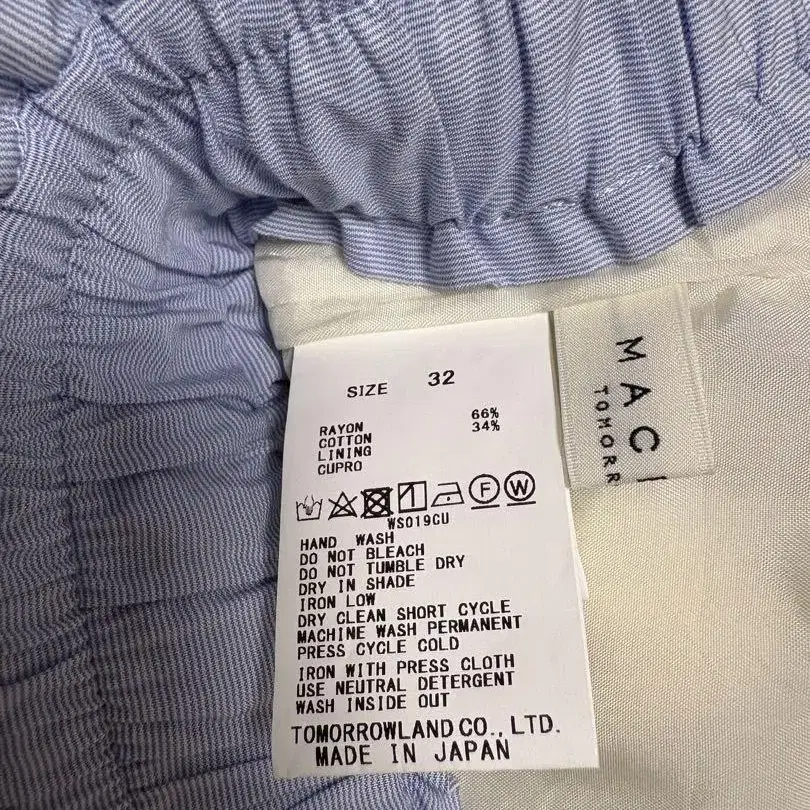 SIZE 32
RAYON 66%
COTTON 34%
LINING
CUPRO
F W
WS019CU
HAND WASH
DO NOT BLEACH
DO NOT TUMBLE DRY
DRY IN SHADE
IRON LOW
DRY CLEAN SHORT CYCLE
MACHINE WASH PERMANENT
PRESS CYCLE COLD
IRON WITH PRESS CLOTH
USE NEUTRAL DETERGENT
WASH INSIDE OUT
TOMORROWLAND CO., LTD.
MADE IN JAPAN
MAC
TOMORR